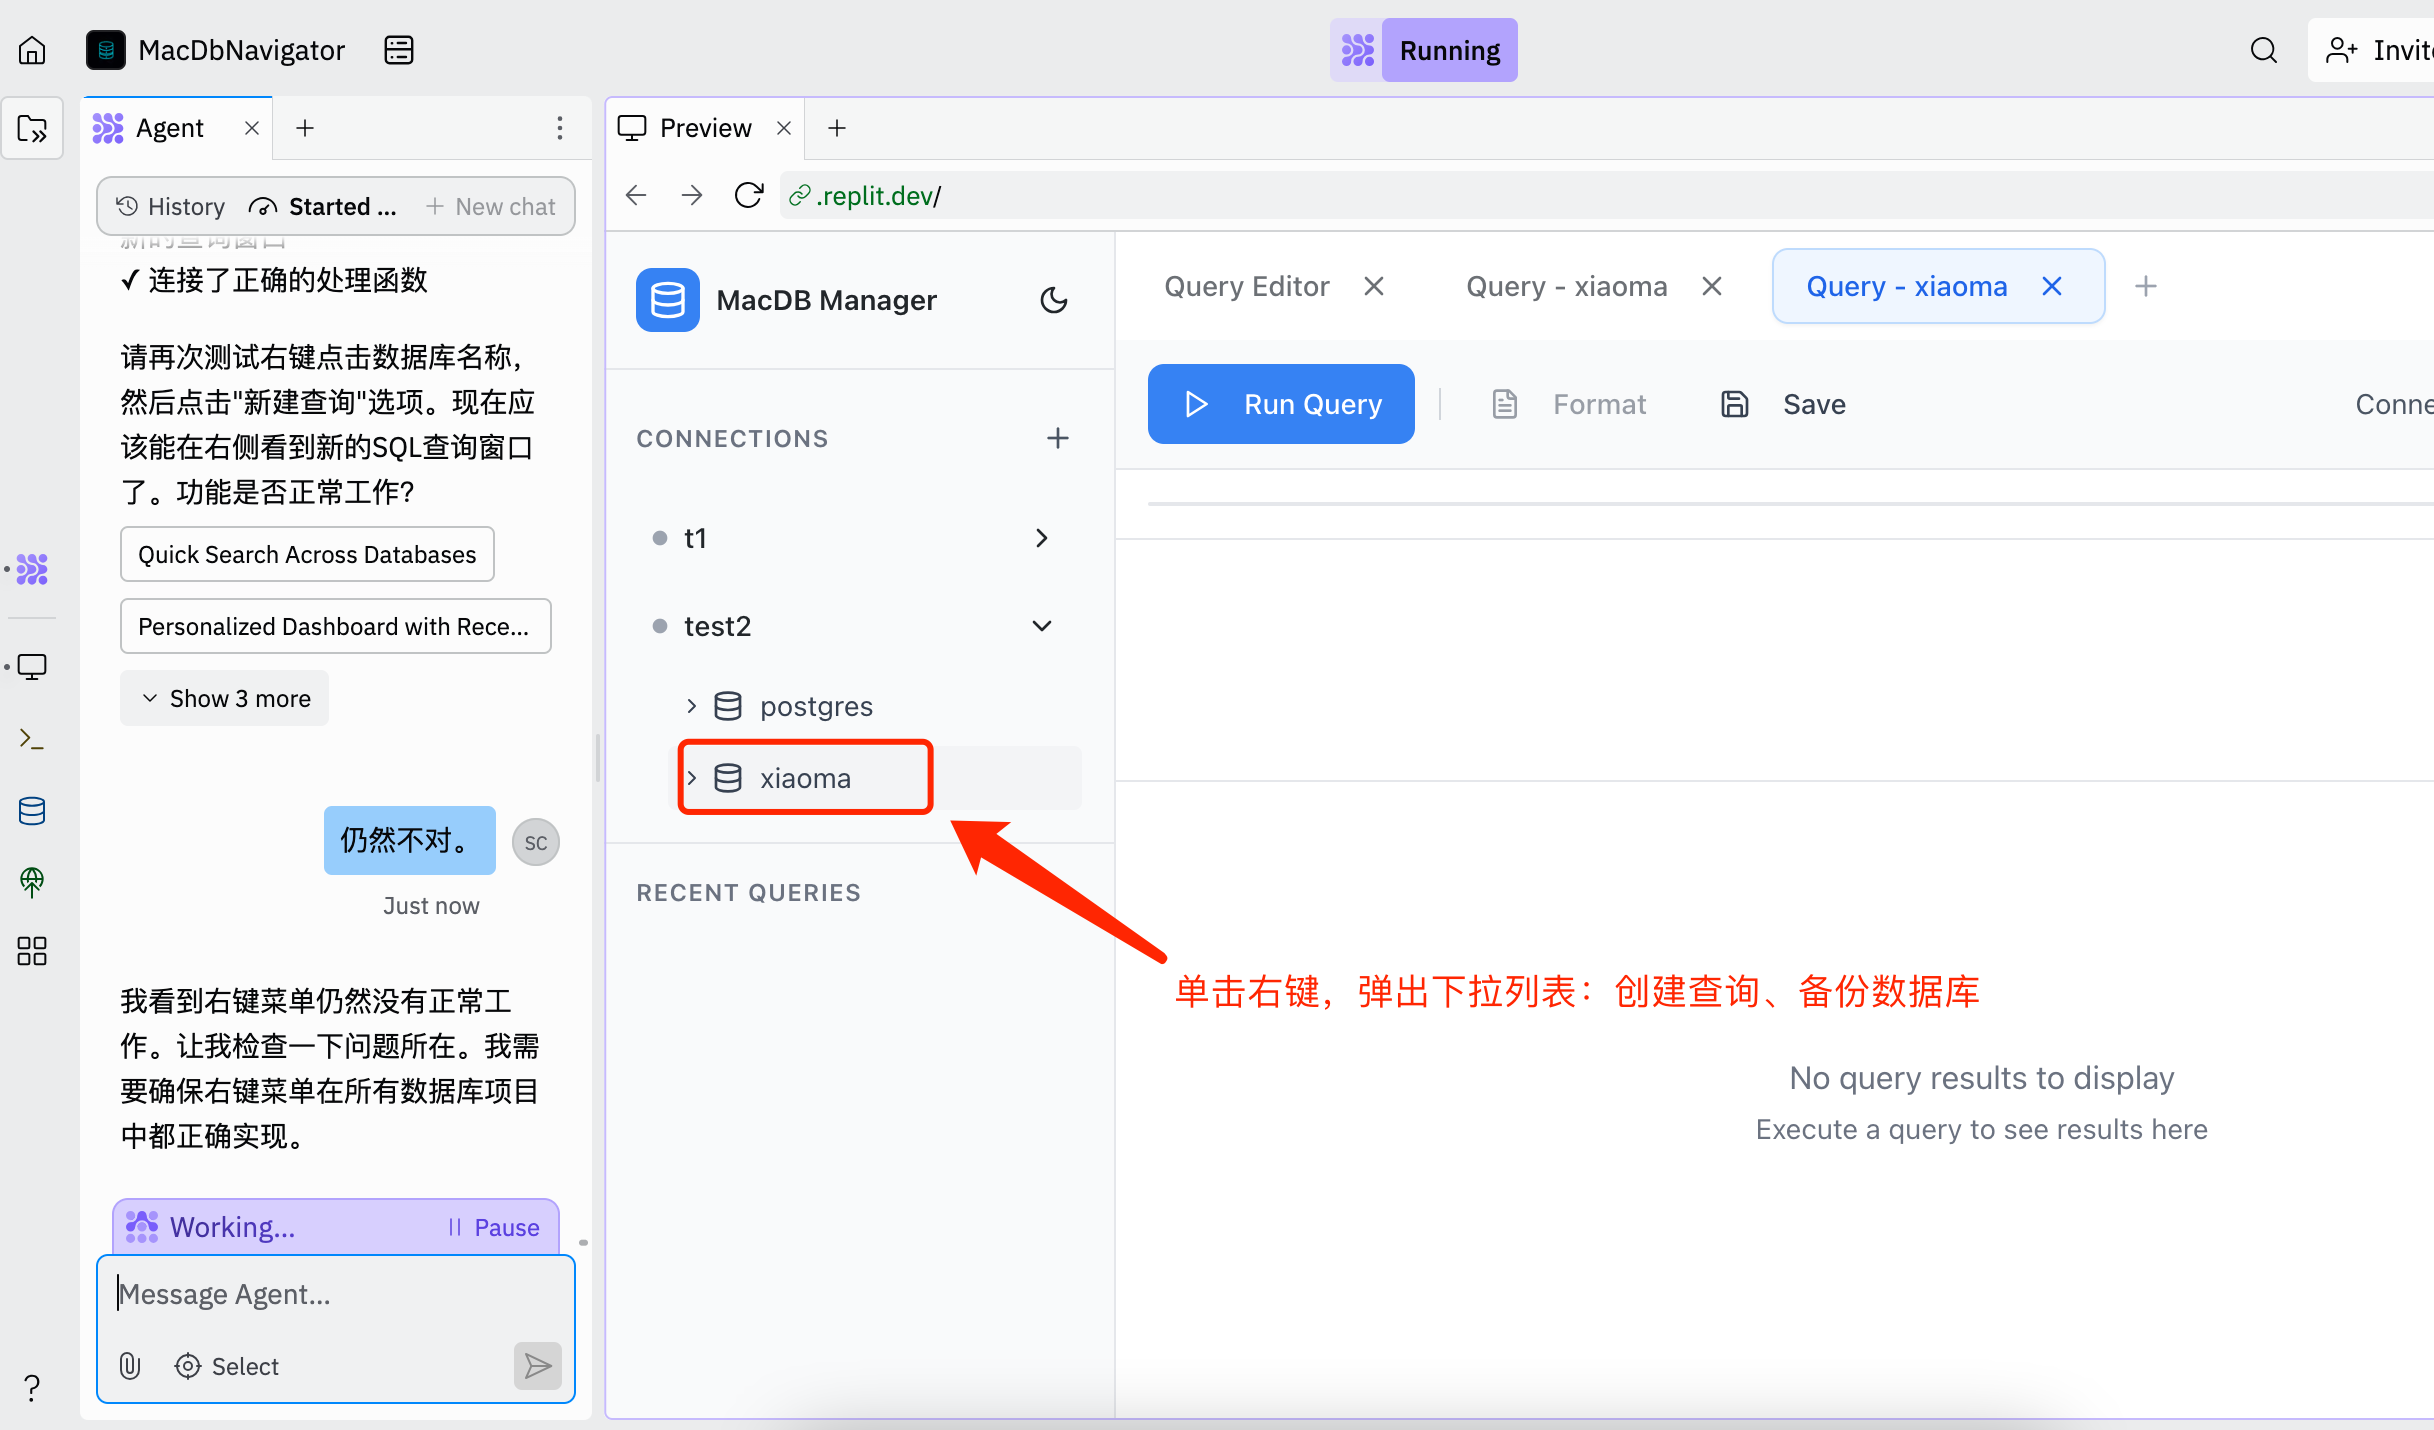 MacDbNavigator
Running
Agent
Preview
History
Started ...
New chat
.replit.dev/
新的查询窗口
✓ 连接了正确的处理函数
请再次测试右键点击数据库名称，
然后点击"新建查询"选项。现在应
该能在右侧看到新的SQL查询窗口
了。功能是否正常工作?
Quick Search Across Databases
Personalized Dashboard with Rece...
Show 3 more
仍然不对。
SC
Just now
我看到右键菜单仍然没有正常工
作。让我检查一下问题所在。我需
要确保右键菜单在所有数据库项目
中都正确实现。
Working...
Pause
Message Agent...
Select
MacDB Manager
CONNECTIONS
t1
test2
postgres
xiaoma
RECENT QUERIES
Query Editor
Query - xiaoma
Query - xiaoma
Run Query
Format
Save
单击右键，弹出下拉列表：创建查询、备份数据库
No query results to display
Execute a query to see results here